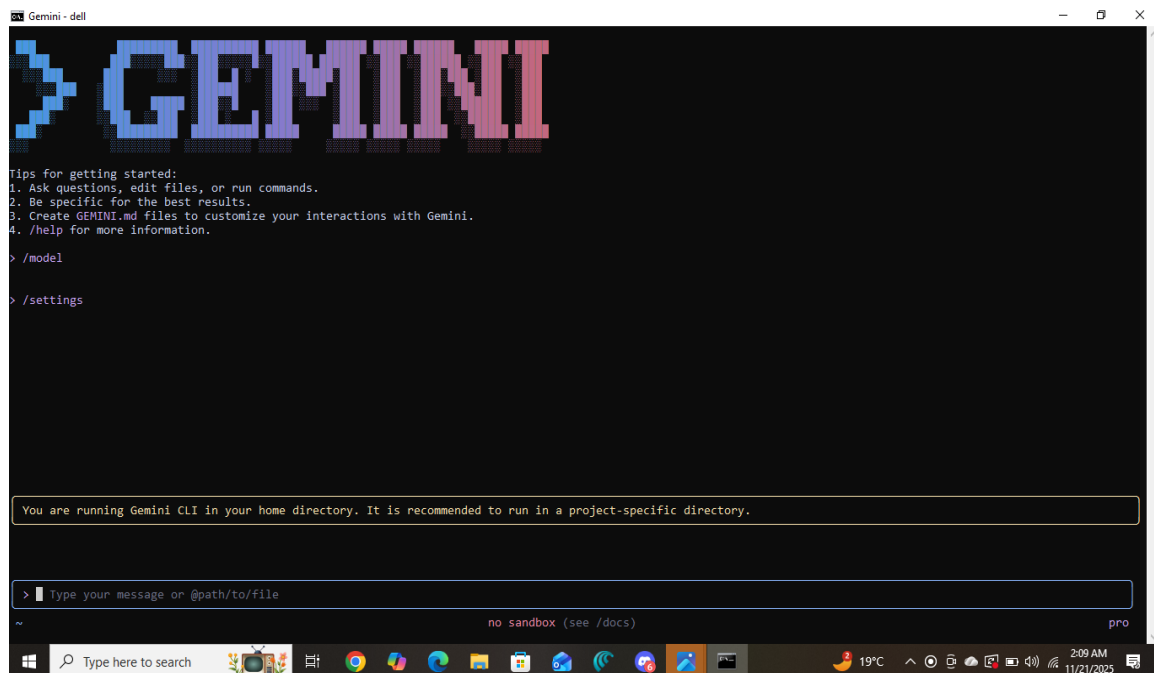 Gemini - dell
> GEMINI
Tips for getting started:
1. Ask questions, edit files, or run commands.
2. Be specific for the best results.
3. Create GEMINI.md files to customize your interactions with Gemini.
4. /help for more information.
> /model
> /settings
You are running Gemini CLI in your home directory. It is recommended to run in a project-specific directory.
> Type your message or @path/to/file
~ no sandbox (see /docs) pro
Type here to search
2
6
19°C
2:09 AM
11/21/2025